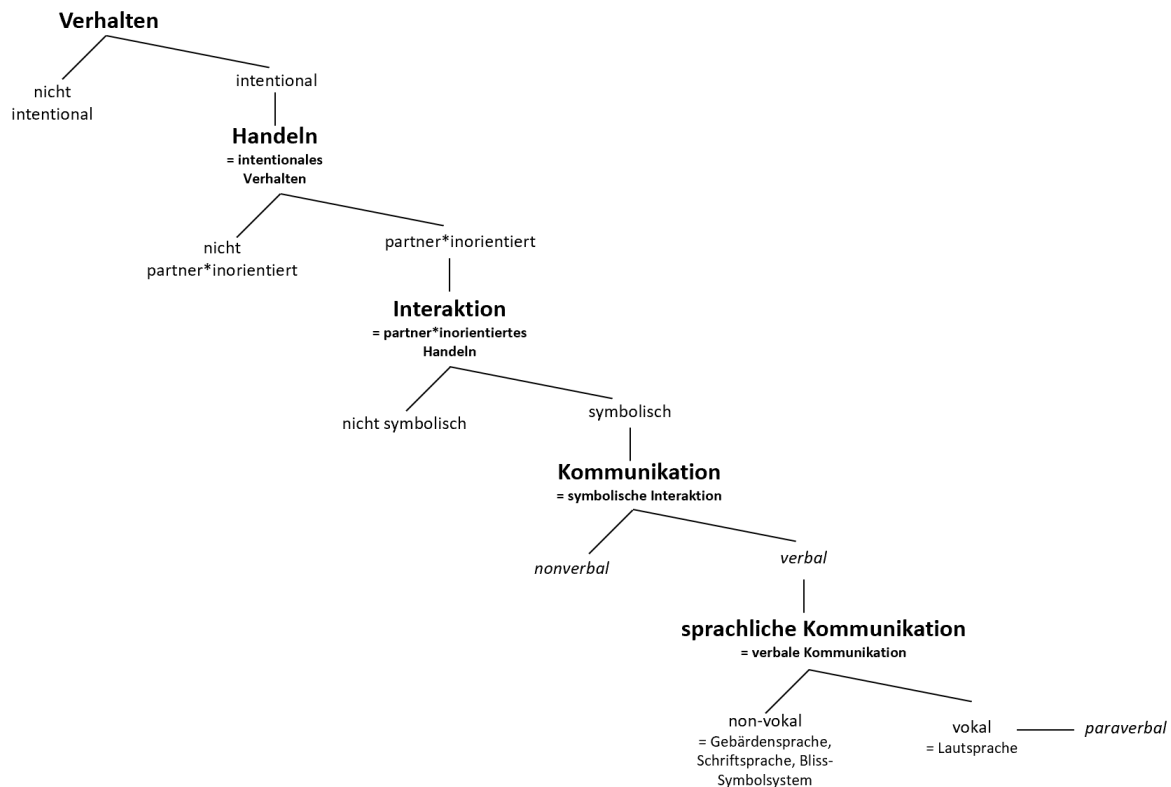 Verhalten
nicht
intentional
intentional
Handeln
= intentionales
Verhalten
nicht
partner*inorientiert
partner*inorientiert
Interaktion
= partner*inorientiertes
Handeln
nicht symbolisch
symbolisch
Kommunikation
= symbolische Interaktion
nonverbal
verbal
sprachliche Kommunikation
= verbale Kommunikation
non-vokal
= Gebärdensprache,
Schriftsprache, Bliss-
Symbolsystem
vokal
= Lautsprache
paraverbal